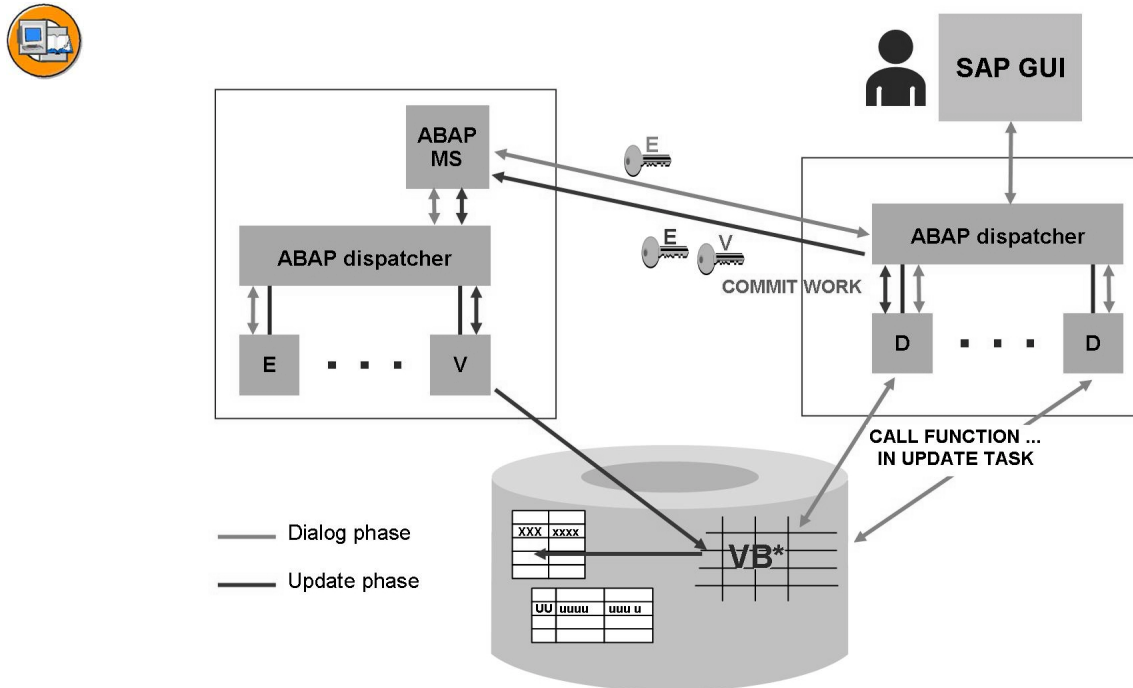 SAP GUI
ABAP
MS
E
ABAP dispatcher
ABAP dispatcher
E
V
COMMIT WORK
E
V
D
D
CALL FUNCTION ...
IN UPDATE TASK
Dialog phase
Update phase
XXX xxxx
VB*
UU uuuu uuu u